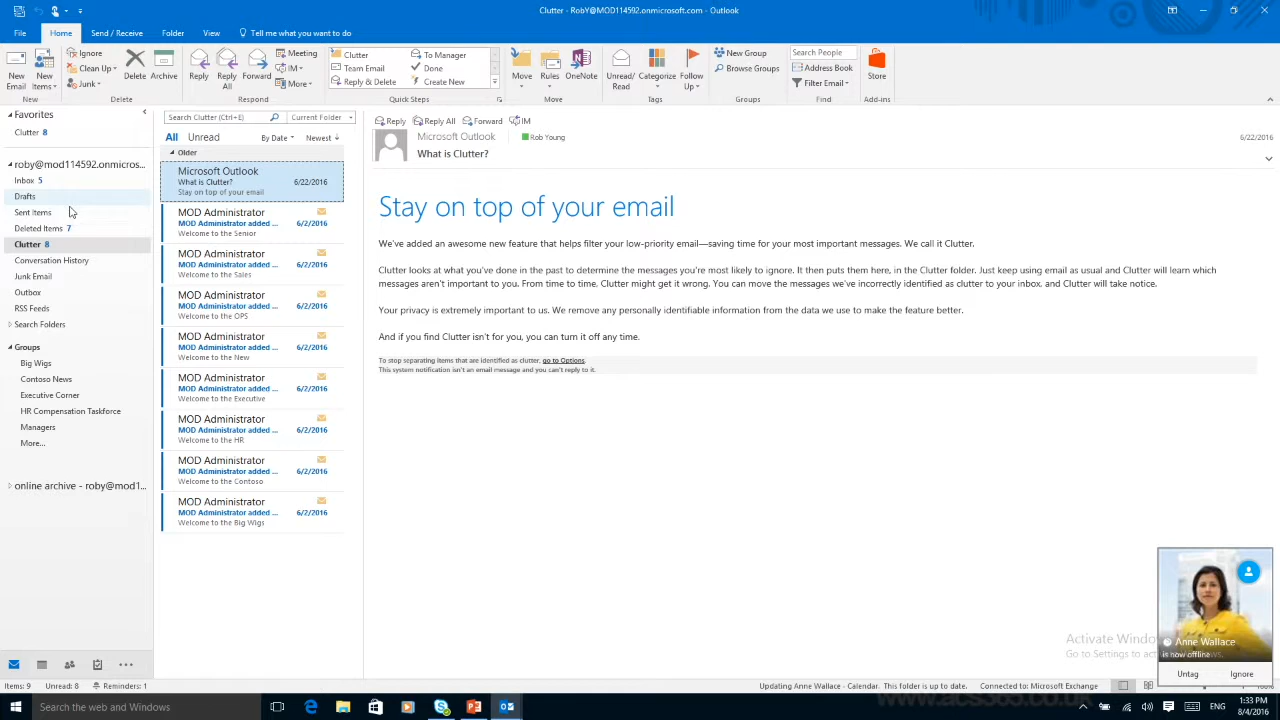 Clutter - RobY@MOD114592.onmicrosoft.com - Outlook
File Home Send / Receive Folder View Tell me what you want to do
New Email
New Items
Ignore
Clean Up
Junk
Delete
Archive
Reply
Reply All
Forward
Meeting
IM
More
Clutter
Team Email
Reply & Delete
To Manager
Done
Create New
Move
Rules
OneNote
Unread/ Read
Categorize
Follow Up
New Group
Browse Groups
Search People
Address Book
Filter Email
Store
New Delete Respond Quick Steps Move Tags Groups Find Add-ins
Favorites
Clutter 8
roby@mod114592.onmicros...
Inbox 5
Drafts
Sent Items
Deleted Items 7
Clutter 8
Conversation History
Junk Email
Outbox
RSS Feeds
Search Folders
Groups
Big Wigs
Contoso News
Executive Corner
HR Compensation Taskforce
Managers
More...
online archive - roby@mod1...
Search Clutter (Ctrl+E) Current Folder
All Unread By Date Newest
Older
Microsoft Outlook
What is Clutter? 6/22/2016
Stay on top of your email
MOD Administrator
MOD Administrator added ... 6/2/2016
Welcome to the Senior
MOD Administrator
MOD Administrator added ... 6/2/2016
Welcome to the Sales
MOD Administrator
MOD Administrator added ... 6/2/2016
Welcome to the OPS
MOD Administrator
MOD Administrator added ... 6/2/2016
Welcome to the New
MOD Administrator
MOD Administrator added ... 6/2/2016
Welcome to the Executive
MOD Administrator
MOD Administrator added ... 6/2/2016
Welcome to the HR
MOD Administrator
MOD Administrator added ... 6/2/2016
Welcome to the Contoso
MOD Administrator
MOD Administrator added ... 6/2/2016
Welcome to the Big Wigs
Reply Reply All Forward IM
Microsoft Outlook Rob Young 6/22/2016
What is Clutter?
Stay on top of your email
We've added an awesome new feature that helps filter your low-priority email—saving time for your most important messages. We call it Clutter.
Clutter looks at what you've done in the past to determine the messages you're most likely to ignore. It then puts them here, in the Clutter folder. Just keep using email as usual and Clutter will learn which
messages aren't important to you. From time to time, Clutter might get it wrong. You can move the messages we've incorrectly identified as clutter to your inbox, and Clutter will take notice.
Your privacy is extremely important to us. We remove any personally identifiable information from the data we use to make the feature better.
And if you find Clutter isn't for you, you can turn it off any time.
To stop separating items that are identified as clutter, go to Options.
This system notification isn't an email message and you can't reply to it.
Activate Windo
Go to Settings to
Anne Wallace
is now offline
Untag Ignore
Items: 9 Unread: 8 Reminders: 1 Updating Anne Wallace - Calendar. This folder is up to date. Connected to: Microsoft Exchange
www.acs365.co.uk
Search the web and Windows
1:33 PM
8/4/2016